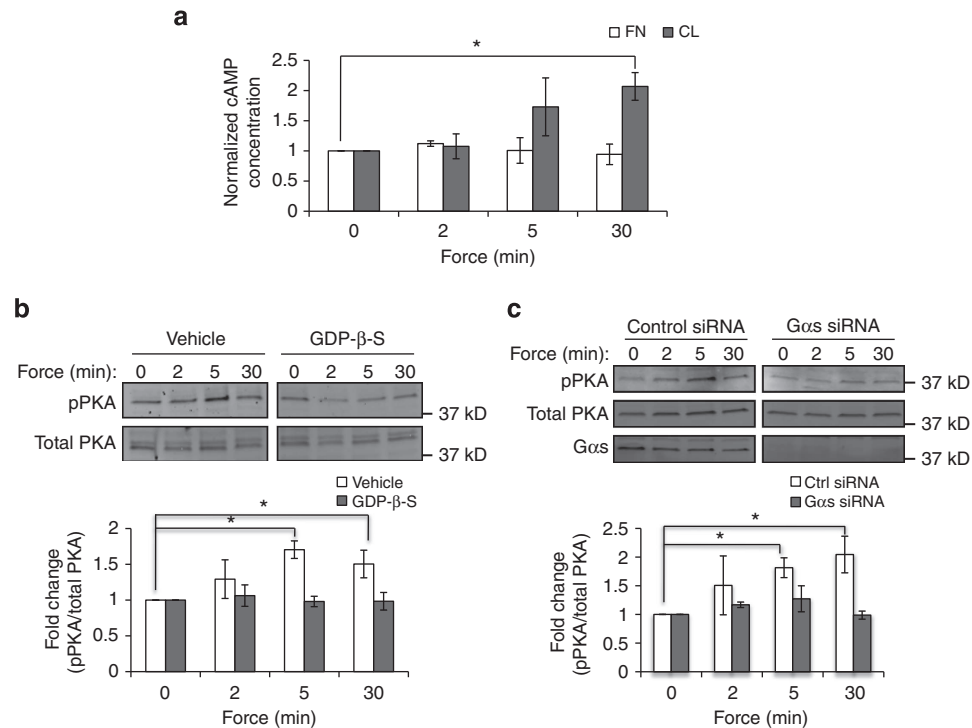 a
FN CL
*
Normalized cAMP
concentration
2.5
2
1.5
1
0.5
0
0 2 5 30
Force (min)
b
Vehicle GDP-β-S
Force (min): 0 2 5 30 0 2 5 30
pPKA
37 kD
Total PKA
37 kD
Vehicle
GDP-β-S
*
*
Fold change
(pPKA/total PKA)
2
1.5
1
0.5
0
0 2 5 30
Force (min)
c
Control siRNA Gαs siRNA
Force (min): 0 2 5 30 0 2 5 30
pPKA
37 kD
Total PKA
37 kD
Gαs
37 kD
Ctrl siRNA
Gαs siRNA
*
*
Fold change
(pPKA/total PKA)
2.5
2
1.5
1
0.5
0
0 2 5 30
Force (min)